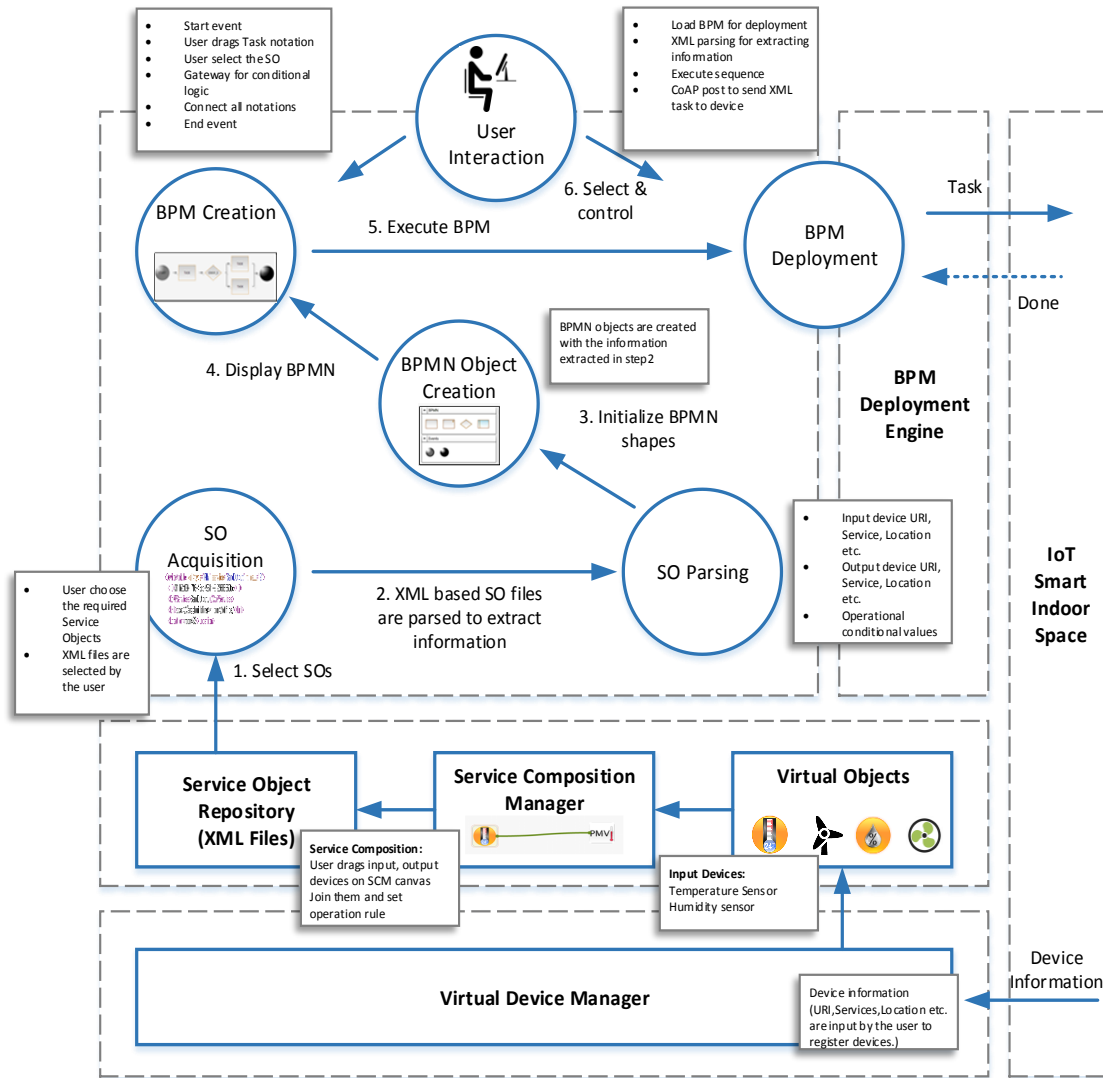 Start event
User drags Task notation
User select the SO
Gateway for conditional
logic
Connect all notations
End event
Load BPM for deployment
XML parsing for extracting
information
Execute sequence
CoAP post to send XML
task to device
User
Interaction
BPM Creation
5. Execute BPM
6. Select &
control
BPM
Deployment
Task
Done
4. Display BPMN
BPMN Object
Creation
BPMN objects are created
with the information
extracted in step2
3. Initialize BPMN
shapes
BPM
Deployment
Engine
IoT
Smart
Indoor
Space
SO
Acquisition
User choose
the required
Service
Objects
XML files are
selected by
the user
2. XML based SO files
are parsed to extract
information
SO Parsing
Input device URI,
Service, Location
etc.
Output device URI,
Service, Location
etc.
Operational
conditional values
1. Select SOs
Service Object
Repository
(XML Files)
Service Composition
Manager
PMV
Virtual Objects
%
Service Composition:
User drags input, output
devices on SCM canvas
Join them and set
operation rule
Input Devices:
Temperature Sensor
Humidity sensor
Virtual Device Manager
Device information
(URI,Services,Location etc.
are input by the user to
register devices.)
Device
Information